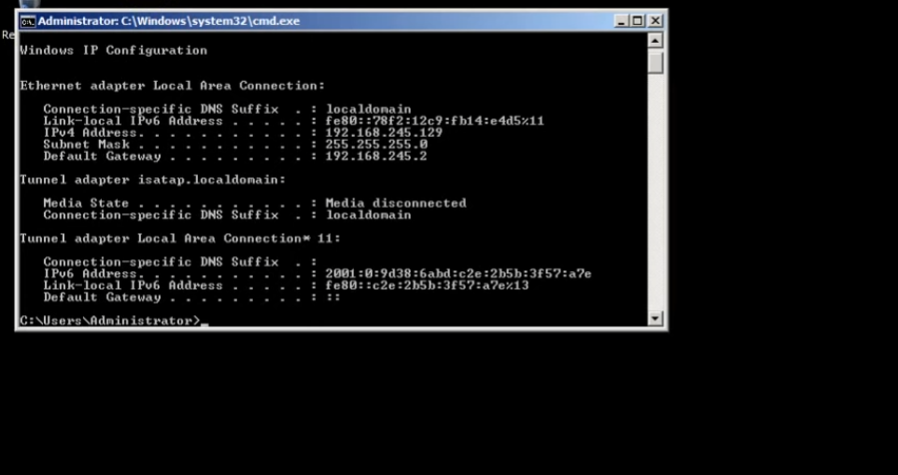 Administrator: C:\Windows\system32\cmd.exe
Re
Windows IP Configuration
Ethernet adapter Local Area Connection:
Connection-specific DNS Suffix  . : localdomain
Link-local IPv6 Address . . . . . : fe80::78f2:12c9:fb14:e4d5%11
IPv4 Address. . . . . . . . . . . : 192.168.245.129
Subnet Mask . . . . . . . . . . . : 255.255.255.0
Default Gateway . . . . . . . . . : 192.168.245.2
Tunnel adapter isatap.localdomain:
Media State . . . . . . . . . . . : Media disconnected
Connection-specific DNS Suffix  . : localdomain
Tunnel adapter Local Area Connection* 11:
Connection-specific DNS Suffix  . :
IPv6 Address. . . . . . . . . . . : 2001:0:9d38:6abd:c2e:2b5b:3f57:a7e
Link-local IPv6 Address . . . . . : fe80::c2e:2b5b:3f57:a7e%13
Default Gateway . . . . . . . . . : ::
C:\Users\Administrator>_